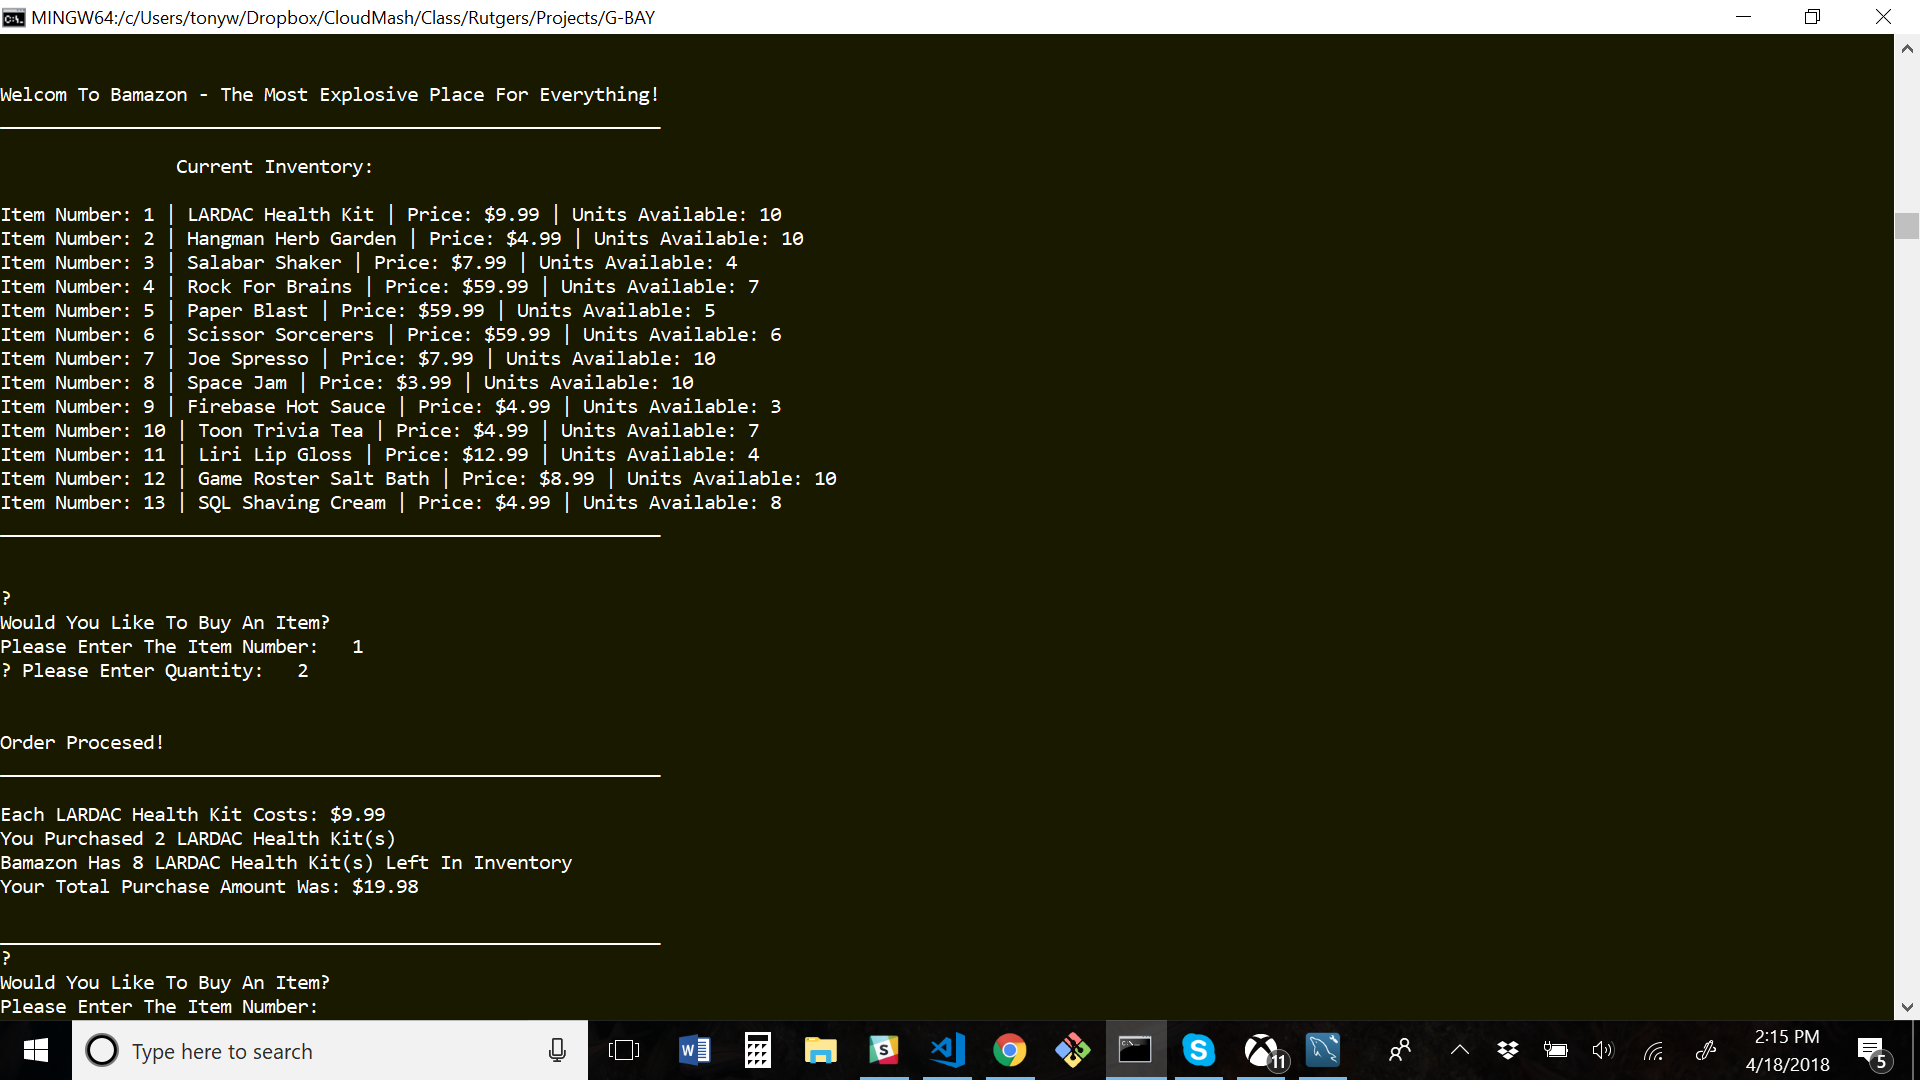 MINGW64:/c/Users/tonyw/Dropbox/CloudMash/Class/Rutgers/Projects/G-BAY
Welcom To Bamazon - The Most Explosive Place For Everything!
Current Inventory:
Item Number: 1 | LARDAC Health Kit | Price: $9.99 | Units Available: 10
Item Number: 2 | Hangman Herb Garden | Price: $4.99 | Units Available: 10
Item Number: 3 | Salabar Shaker | Price: $7.99 | Units Available: 4
Item Number: 4 | Rock For Brains | Price: $59.99 | Units Available: 7
Item Number: 5 | Paper Blast | Price: $59.99 | Units Available: 5
Item Number: 6 | Scissor Sorcerers | Price: $59.99 | Units Available: 6
Item Number: 7 | Joe Spresso | Price: $7.99 | Units Available: 10
Item Number: 8 | Space Jam | Price: $3.99 | Units Available: 10
Item Number: 9 | Firebase Hot Sauce | Price: $4.99 | Units Available: 3
Item Number: 10 | Toon Trivia Tea | Price: $4.99 | Units Available: 7
Item Number: 11 | Liri Lip Gloss | Price: $12.99 | Units Available: 4
Item Number: 12 | Game Roster Salt Bath | Price: $8.99 | Units Available: 10
Item Number: 13 | SQL Shaving Cream | Price: $4.99 | Units Available: 8
?
Would You Like To Buy An Item?
Please Enter The Item Number: 1
? Please Enter Quantity: 2
Order Procesed!
Each LARDAC Health Kit Costs: $9.99
You Purchased 2 LARDAC Health Kit(s)
Bamazon Has 8 LARDAC Health Kit(s) Left In Inventory
Your Total Purchase Amount Was: $19.98
?
Would You Like To Buy An Item?
Please Enter The Item Number:
Type here to search
11
2:15 PM
4/18/2018
5